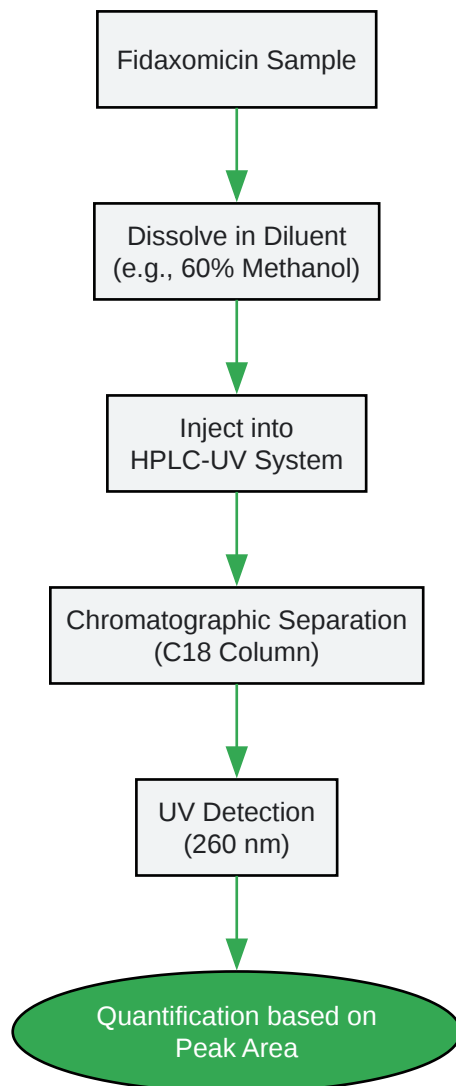 Fidaxomicin Sample
Dissolve in Diluent
(e.g., 60% Methanol)
Inject into
HPLC-UV System
Chromatographic Separation
(C18 Column)
UV Detection
(260 nm)
Quantification based on
Peak Area